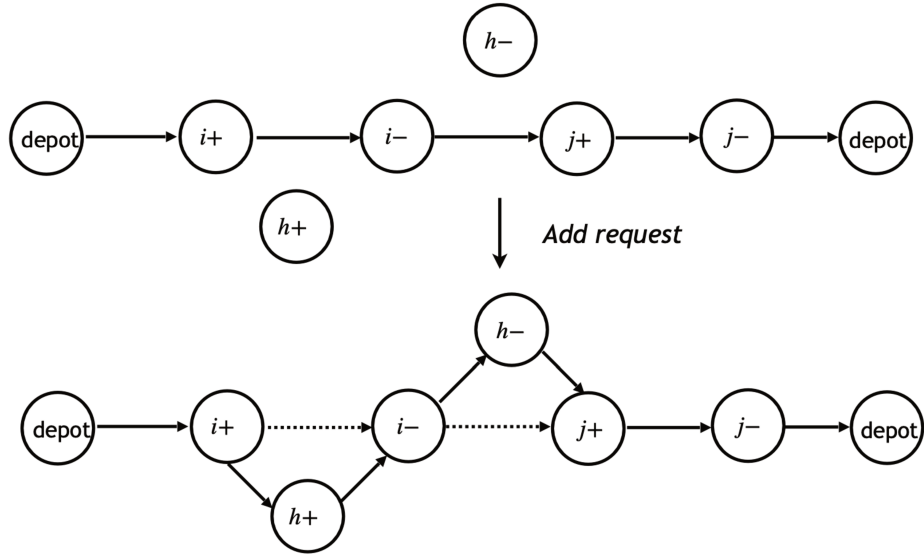 h−
depot i+ i− j+ j− depot
h+
Add request
h−
depot i+ i− j+ j− depot
h+